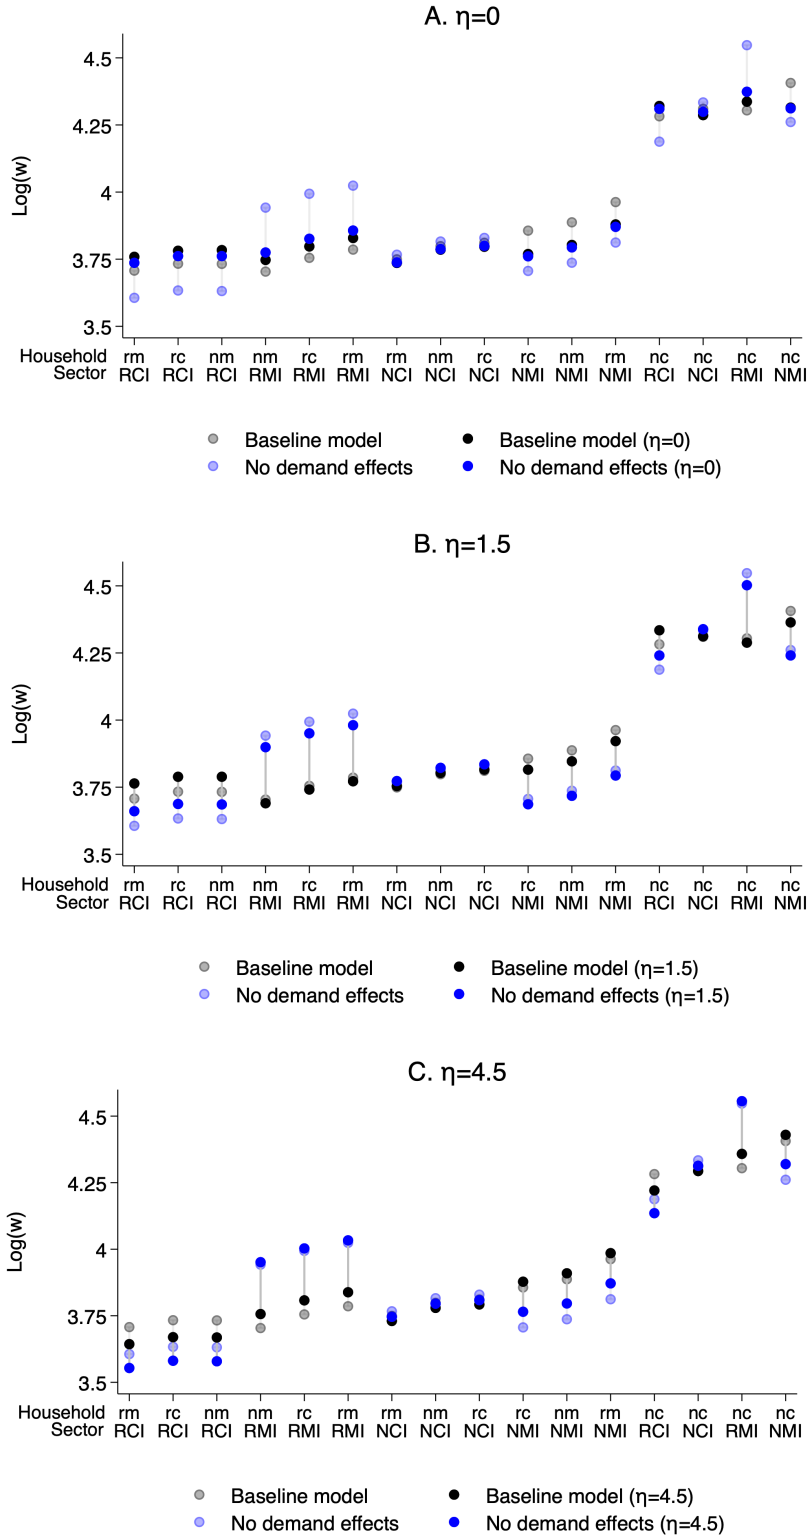 A. η=0
4.5
4.25
4
3.75
3.5
Log(w)
Household rm rc nm nm rc rm rm nm rc rc nm rm nc nc nc nc
Sector RCI RCI RCI RMI RMI RMI NCI NCI NCI NMI NMI NMI RCI NCI RMI NMI
Baseline model Baseline model (η=0)
No demand effects No demand effects (η=0)
B. η=1.5
4.5
4.25
4
3.75
3.5
Log(w)
Household rm rc nm nm rc rm rm nm rc rc nm rm nc nc nc nc
Sector RCI RCI RCI RMI RMI RMI NCI NCI NCI NMI NMI NMI RCI NCI RMI NMI
Baseline model Baseline model (η=1.5)
No demand effects No demand effects (η=1.5)
C. η=4.5
4.5
4.25
4
3.75
3.5
Log(w)
Household rm rc nm nm rc rm rm nm rc rc nm rm nc nc nc nc
Sector RCI RCI RCI RMI RMI RMI NCI NCI NCI NMI NMI NMI RCI NCI RMI NMI
Baseline model Baseline model (η=4.5)
No demand effects No demand effects (η=4.5)